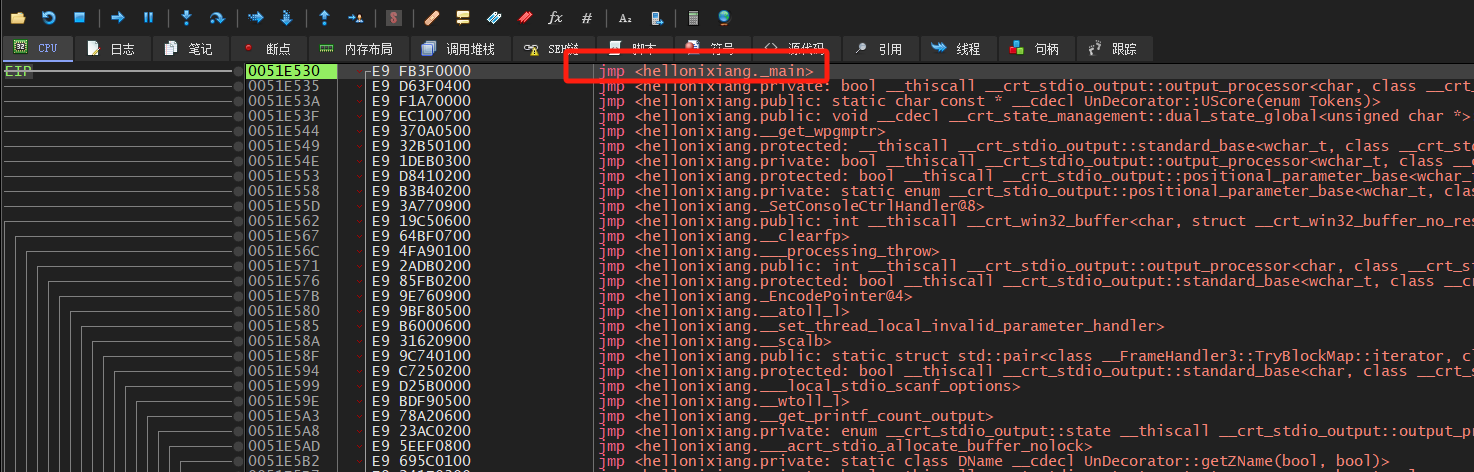 CPU 日志 笔记 断点 内存布局 调用堆栈 SEH链 脚本 符号 源代码 引用 线程 句柄 跟踪
EIP 0051E530 E9 FB3F0000 jmp <hellonixiang._main>
0051E535 E9 D63F0400 jmp <hellonixiang.private: bool __thiscall __crt_stdio_output::output_processor<char, class __crt_
0051E53A E9 F1A70000 jmp <hellonixiang.public: static char const * __cdecl UnDecorator::UScore(enum Tokens)>
0051E53F E9 EC100700 jmp <hellonixiang.public: void __cdecl __crt_state_management::dual_state_global<unsigned char *>
0051E544 E9 370A0500 jmp <hellonixiang.__get_wpgmptr>
0051E549 E9 32B50100 jmp <hellonixiang.protected: __thiscall __crt_stdio_output::standard_base<wchar_t, class __crt_std
0051E54E E9 1DEB0300 jmp <hellonixiang.private: bool __thiscall __crt_stdio_output::output_processor<wchar_t, class __c
0051E553 E9 D8410200 jmp <hellonixiang.protected: bool __thiscall __crt_stdio_output::positional_parameter_base<wchar_t
0051E558 E9 B3B40200 jmp <hellonixiang.private: static enum __crt_stdio_output::positional_parameter_base<wchar_t, clas
0051E55D E9 3A770900 jmp <hellonixiang._SetConsoleCtrlHandler@8>
0051E562 E9 19C50600 jmp <hellonixiang.public: int __thiscall __crt_win32_buffer<char, struct __crt_win32_buffer_no_res
0051E567 E9 64BF0700 jmp <hellonixiang.__clearfp>
0051E56C E9 4FA90100 jmp <hellonixiang.___processing_throw>
0051E571 E9 2ADB0200 jmp <hellonixiang.public: int __thiscall __crt_stdio_output::output_processor<char, class __crt_st
0051E576 E9 85FB0200 jmp <hellonixiang.protected: bool __thiscall __crt_stdio_output::standard_base<wchar_t, class __cr
0051E57B E9 9E760900 jmp <hellonixiang._EncodePointer@4>
0051E580 E9 9BF80500 jmp <hellonixiang.__atoll_l>
0051E585 E9 B6000600 jmp <hellonixiang.__set_thread_local_invalid_parameter_handler>
0051E58A E9 31620900 jmp <hellonixiang.__scalb>
0051E58F E9 9C740100 jmp <hellonixiang.public: static struct std::pair<class __FrameHandler3::TryBlockMap::iterator, cl
0051E594 E9 C7250200 jmp <hellonixiang.protected: bool __thiscall __crt_stdio_output::standard_base<char, class __crt_s
0051E599 E9 D25B0000 jmp <hellonixiang.___local_stdio_scanf_options>
0051E59E E9 BDF90500 jmp <hellonixiang.__wtoll_l>
0051E5A3 E9 78A20600 jmp <hellonixiang.__get_printf_count_output>
0051E5A8 E9 23AC0200 jmp <hellonixiang.private: enum __crt_stdio_output::state __thiscall __crt_stdio_output::output_pr
0051E5AD E9 5EEF0800 jmp <hellonixiang.___acrt_stdio_allocate_buffer_nolock>
0051E5B2 E9 695C0100 jmp <hellonixiang.private: static class DName __cdecl UnDecorator::getZName(bool, bool)>